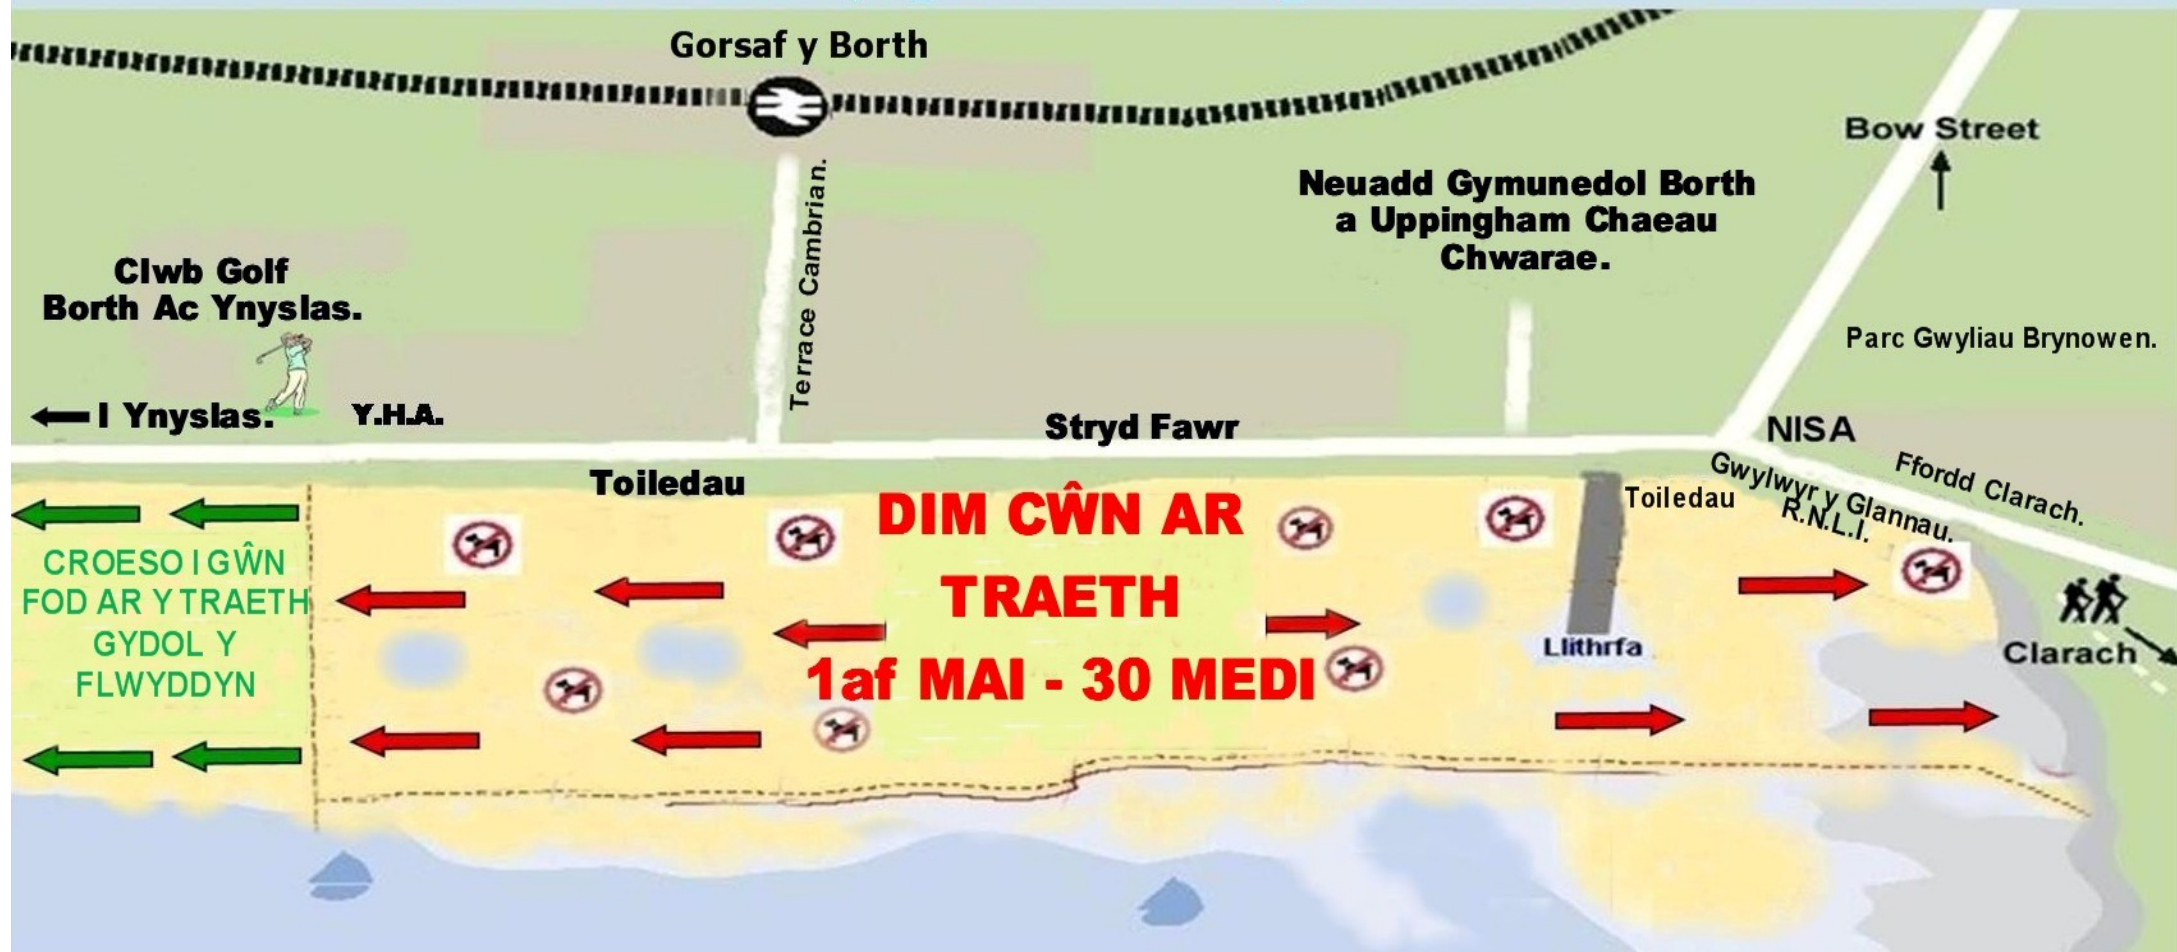 Gorsaf y Borth
Bow Street
Terrace Cambrian.
Neuadd Gymunedol Borth
a Uppingham Chaeau
Chwarae.
Clwb Golf
Borth Ac Ynyslas.
Parc Gwyliau Brynowen.
I Ynyslas.
Y.H.A.
Stryd Fawr
NISA
Ffordd Clarach.
Gwylwyr y Glannau.
R.N.L.I.
Toiledau
Toiledau
DIM CŴN AR
TRAETH
1af MAI - 30 MEDI
CROESO I GŴN
FOD AR Y TRAETH
GYDOL Y
FLWYDDYN
Llithrfa
Clarach